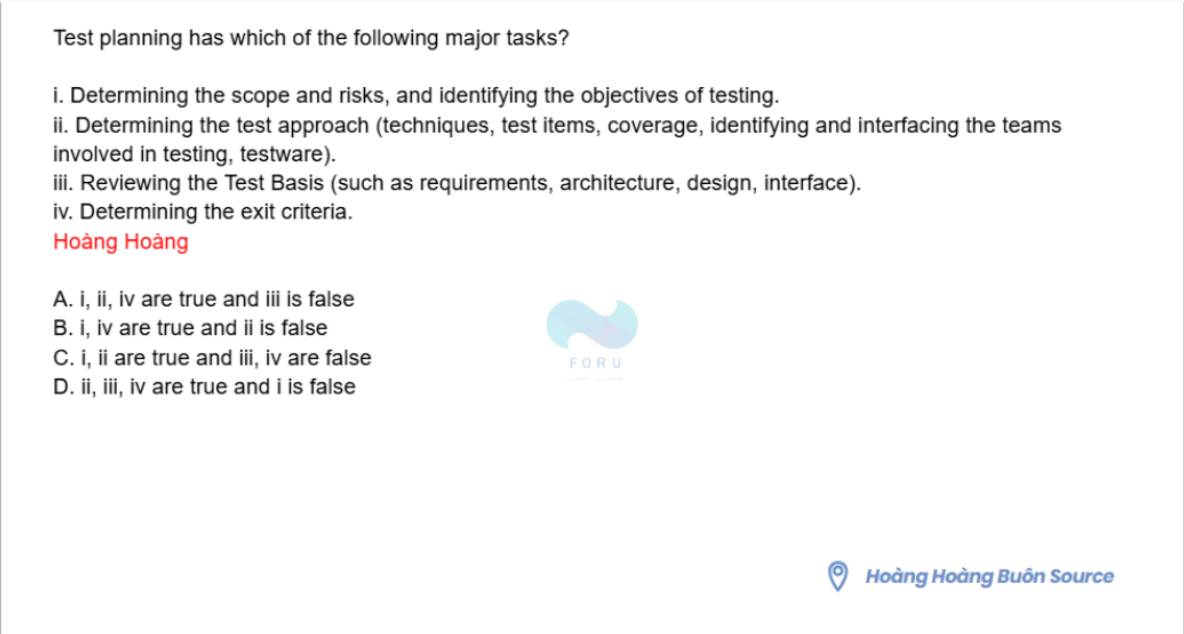 Test planning has which of the following major tasks?
i. Determining the scope and risks, and identifying the objectives of testing.
ii. Determining the test approach (techniques, test items, coverage, identifying and interfacing the teams
involved in testing, testware).
iii. Reviewing the Test Basis (such as requirements, architecture, design, interface).
iv. Determining the exit criteria.
Hoàng Hoàng
A. i, ii, iv are true and iii is false
B. i, iv are true and ii is false
C. i, ii are true and iii, iv are false
D. ii, iii, iv are true and i is false
FORU
Hoàng Hoàng Buôn Source